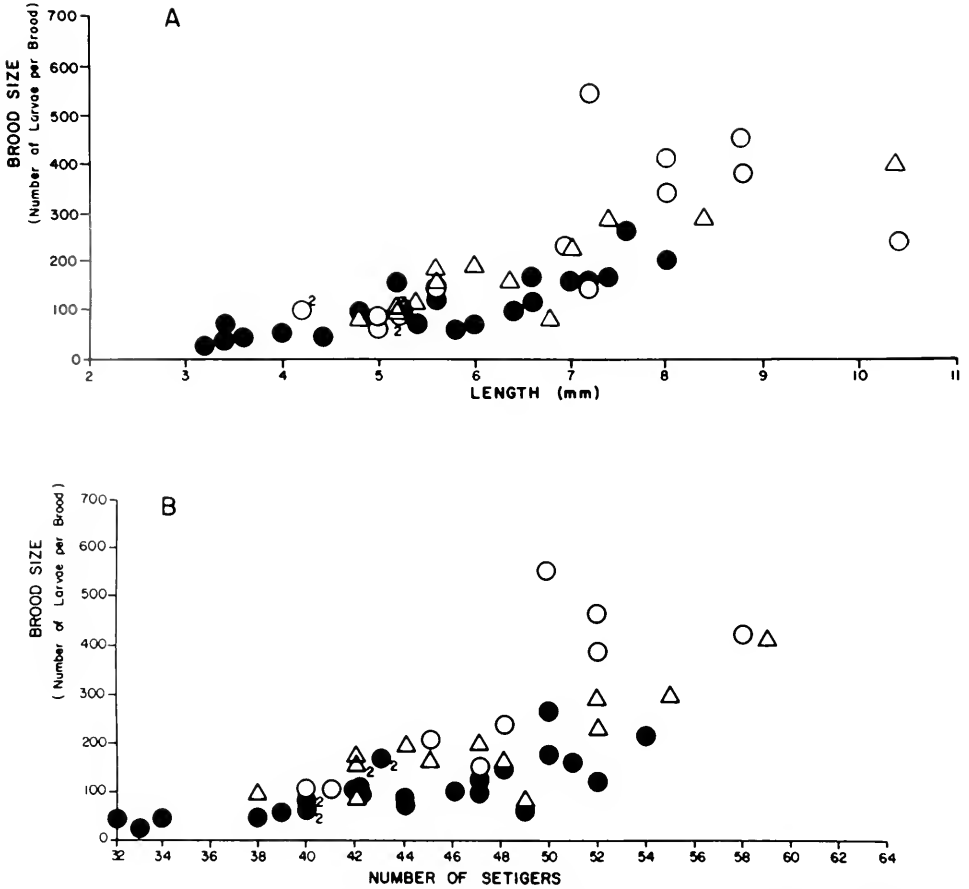 A
BROOD SIZE
(Number of Larvae per Brood)
700
600
500
400
300
200
100
0
2
2
2
2 3 4 5 6 7 8 9 10 11
LENGTH (mm)
B
BROOD SIZE
(Number of Larvae per Brood)
700
600
500
400
300
200
100
0
2
2
2
2
32 34 36 38 40 42 44 46 48 50 52 54 56 58 60 62 64
NUMBER OF SETIGERS